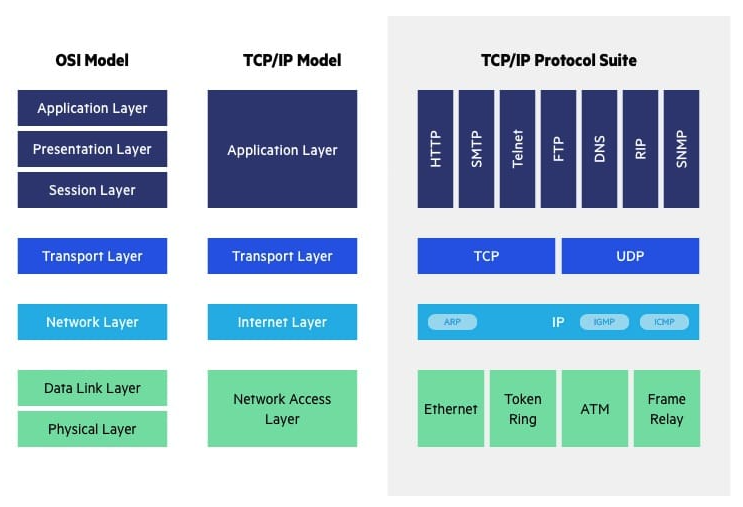 OSI Model
Application Layer
Presentation Layer
Session Layer
Transport Layer
Network Layer
Data Link Layer
Physical Layer
TCP/IP Model
Application Layer
Transport Layer
Internet Layer
Network Access
Layer
TCP/IP Protocol Suite
HTTP
SMTP
Telnet
FTP
DNS
RIP
SNMP
TCP
UDP
ARP
IP
IGMP
ICMP
Ethernet
Token
Ring
ATM
Frame
Relay